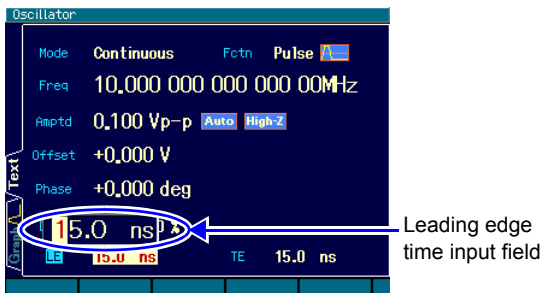 Oscillator
Mode Continuous Fctn Pulse
Freq 10.000 000 000 000 00MHz
Amptd 0.100 Vp-p Auto High-Z
Offset +0.000 V
Phase +0.000 deg
15.0 ns %
LE 15.0 ns TE 15.0 ns
Text
Graph
Leading edge
time input field